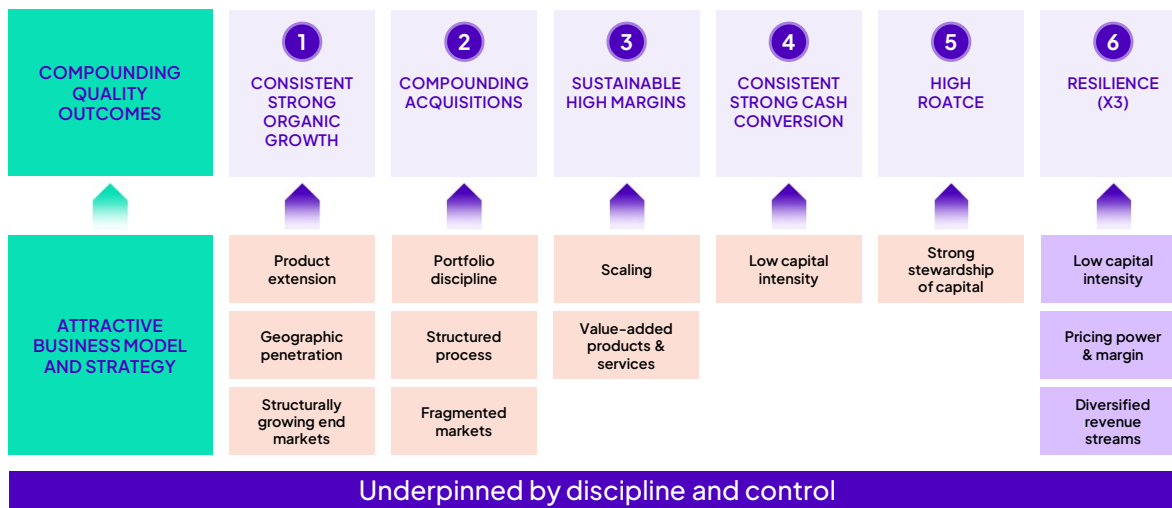 COMPOUNDING
QUALITY
OUTCOMES
1
CONSISTENT
STRONG
ORGANIC
GROWTH
2
COMPOUNDING
ACQUISITIONS
3
SUSTAINABLE
HIGH MARGINS
4
CONSISTENT
STRONG CASH
CONVERSION
5
HIGH
ROATCE
6
RESILIENCE
(X3)
ATTRACTIVE
BUSINESS MODEL
AND STRATEGY
Product
extension
Geographic
penetration
Structurally
growing end
markets
Portfolio
discipline
Structured
process
Fragmented
markets
Scaling
Value-added
products &
services
Low capital
intensity
Strong
stewardship
of capital
Low capital
intensity
Pricing power
& margin
Diversified
revenue
streams
Underpinned by discipline and control